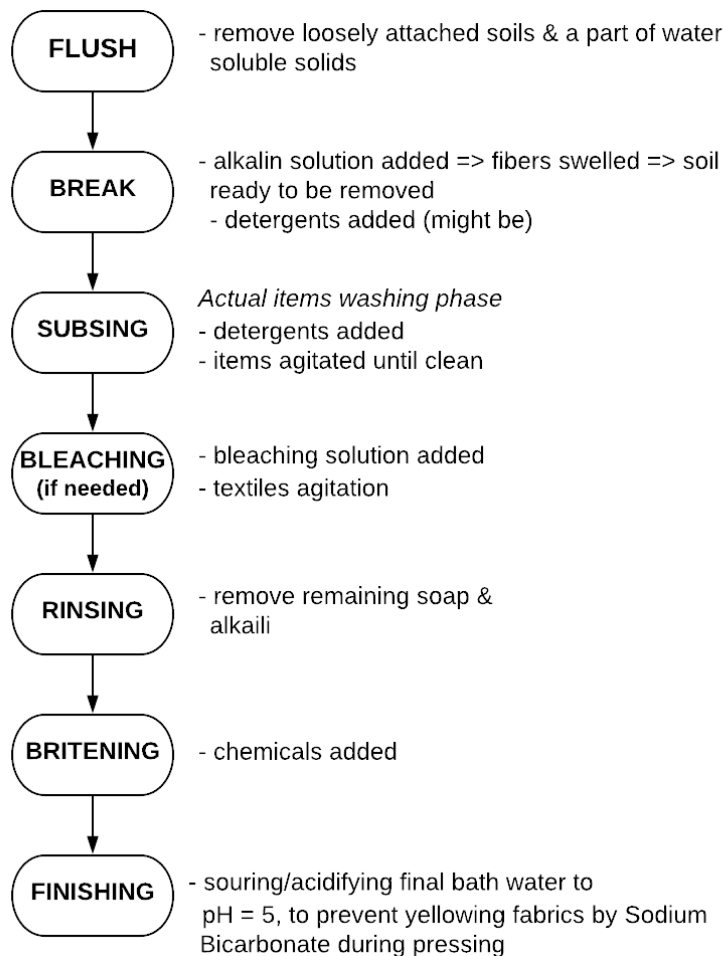 FLUSH
- remove loosely attached soils & a part of water
soluble solids
BREAK
- alkalin solution added => fibers swelled => soil
ready to be removed
- detergents added (might be)
SUBSING
Actual items washing phase
- detergents added
- items agitated until clean
BLEACHING
(if needed)
- bleaching solution added
- textiles agitation
RINSING
- remove remaining soap &
alkaili
BRITENING
- chemicals added
FINISHING
- souring/acidifying final bath water to
pH = 5, to prevent yellowing fabrics by Sodium
Bicarbonate during pressing